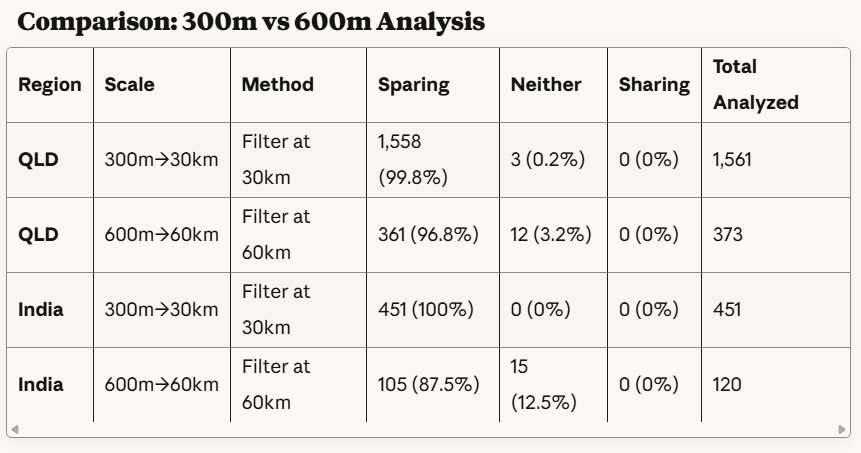 Comparison: 300m vs 600m Analysis
Region Scale Method Sparing Neither Sharing Total Analyzed
QLD 300m→30km Filter at 30km 1,558 (99.8%) 3 (0.2%) 0 (0%) 1,561
QLD 600m→60km Filter at 60km 361 (96.8%) 12 (3.2%) 0 (0%) 373
India 300m→30km Filter at 30km 451 (100%) 0 (0%) 0 (0%) 451
India 600m→60km Filter at 60km 105 (87.5%) 15 (12.5%) 0 (0%) 120